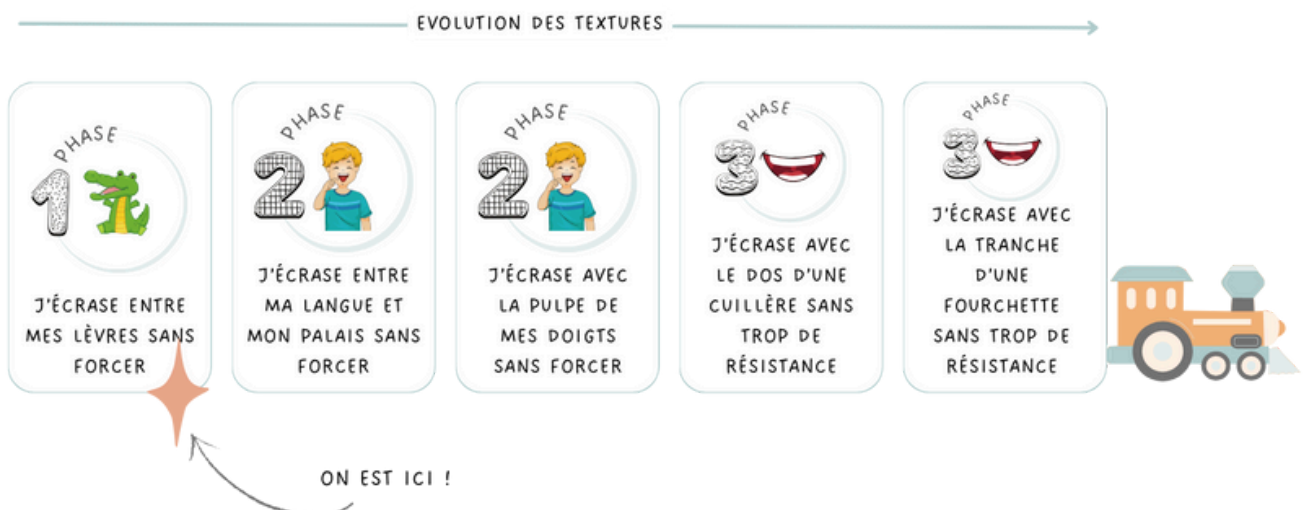 EVOLUTION DES TEXTURES
PHASE
1
J'ÉCRASE ENTRE
MES LÈVRES SANS
FORCER
PHASE
2
J'ÉCRASE ENTRE
MA LANGUE ET
MON PALAIS SANS
FORCER
PHASE
2
J'ÉCRASE AVEC
LA PULPE DE
MES DOIGTS
SANS FORCER
PHASE
3
J'ÉCRASE AVEC
LE DOS D'UNE
CUILLÈRE SANS
TROP DE
RÉSISTANCE
PHASE
3
J'ÉCRASE AVEC
LA TRANCHE
D'UNE
FOURCHETTE
SANS TROP DE
RÉSISTANCE
ON EST ICI !